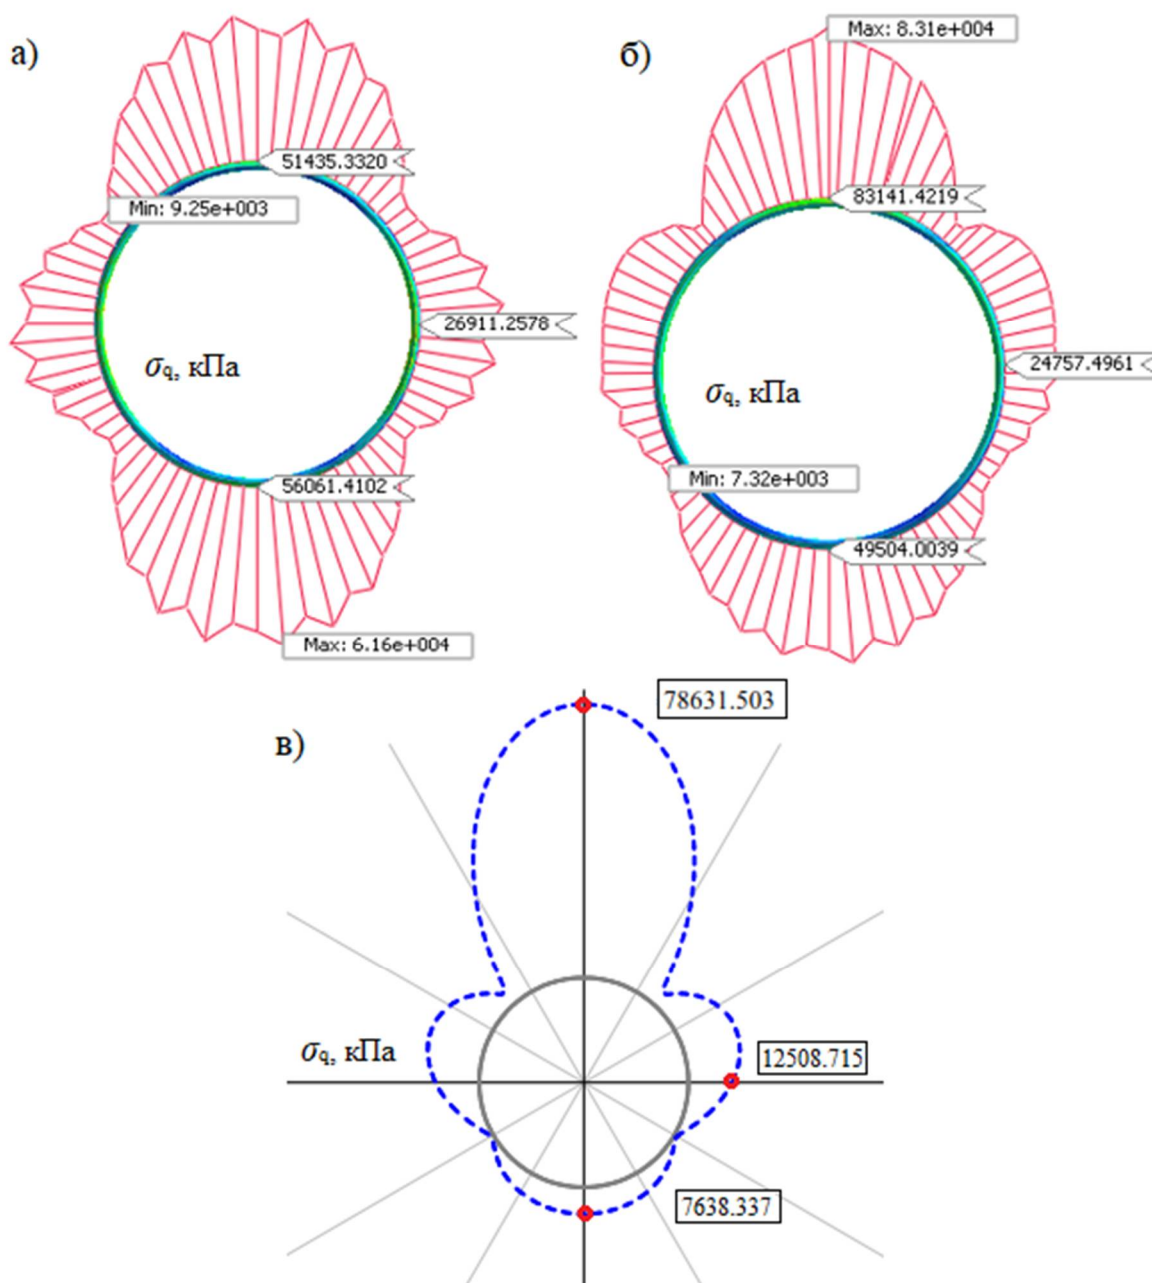 а)
51435.3320
Min: 9.25e+003
26911.2578
σq, кПа
56061.4102
Max: 6.16e+004
б)
Max: 8.31e+004
83141.4219
24757.4961
σq, кПа
Min: 7.32e+003
49504.0039
в)
78631.503
σq, кПа
12508.715
7638.337